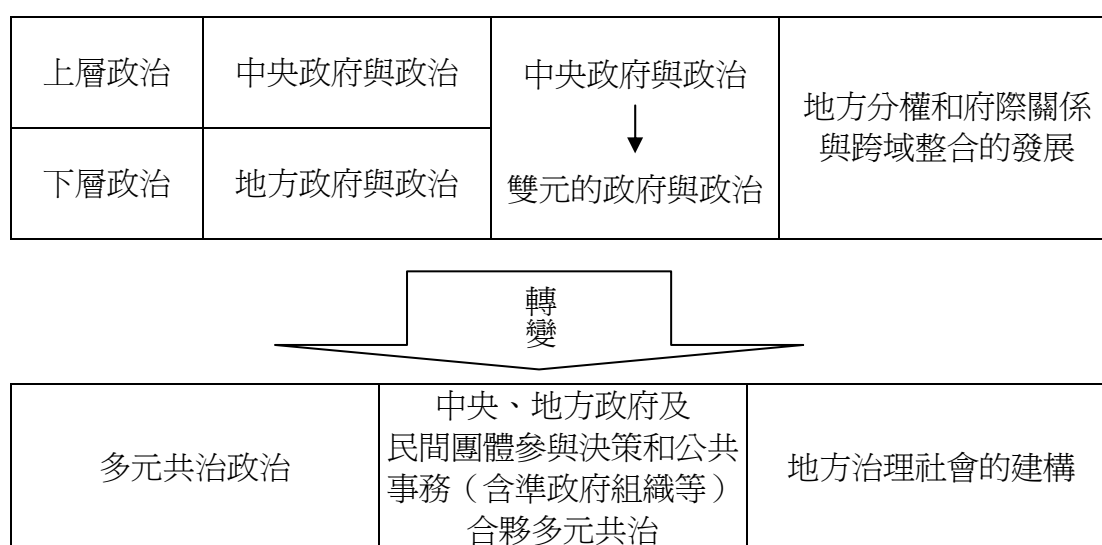 上層政治
中央政府與政治
下層政治
地方政府與政治
中央政府與政治
雙元的政府與政治
地方分權和府際關係
與跨域整合的發展
轉
變
多元共治政治
中央、地方政府及
民間團體參與決策和公共
事務（含準政府組織等）
合夥多元共治
地方治理社會的建構